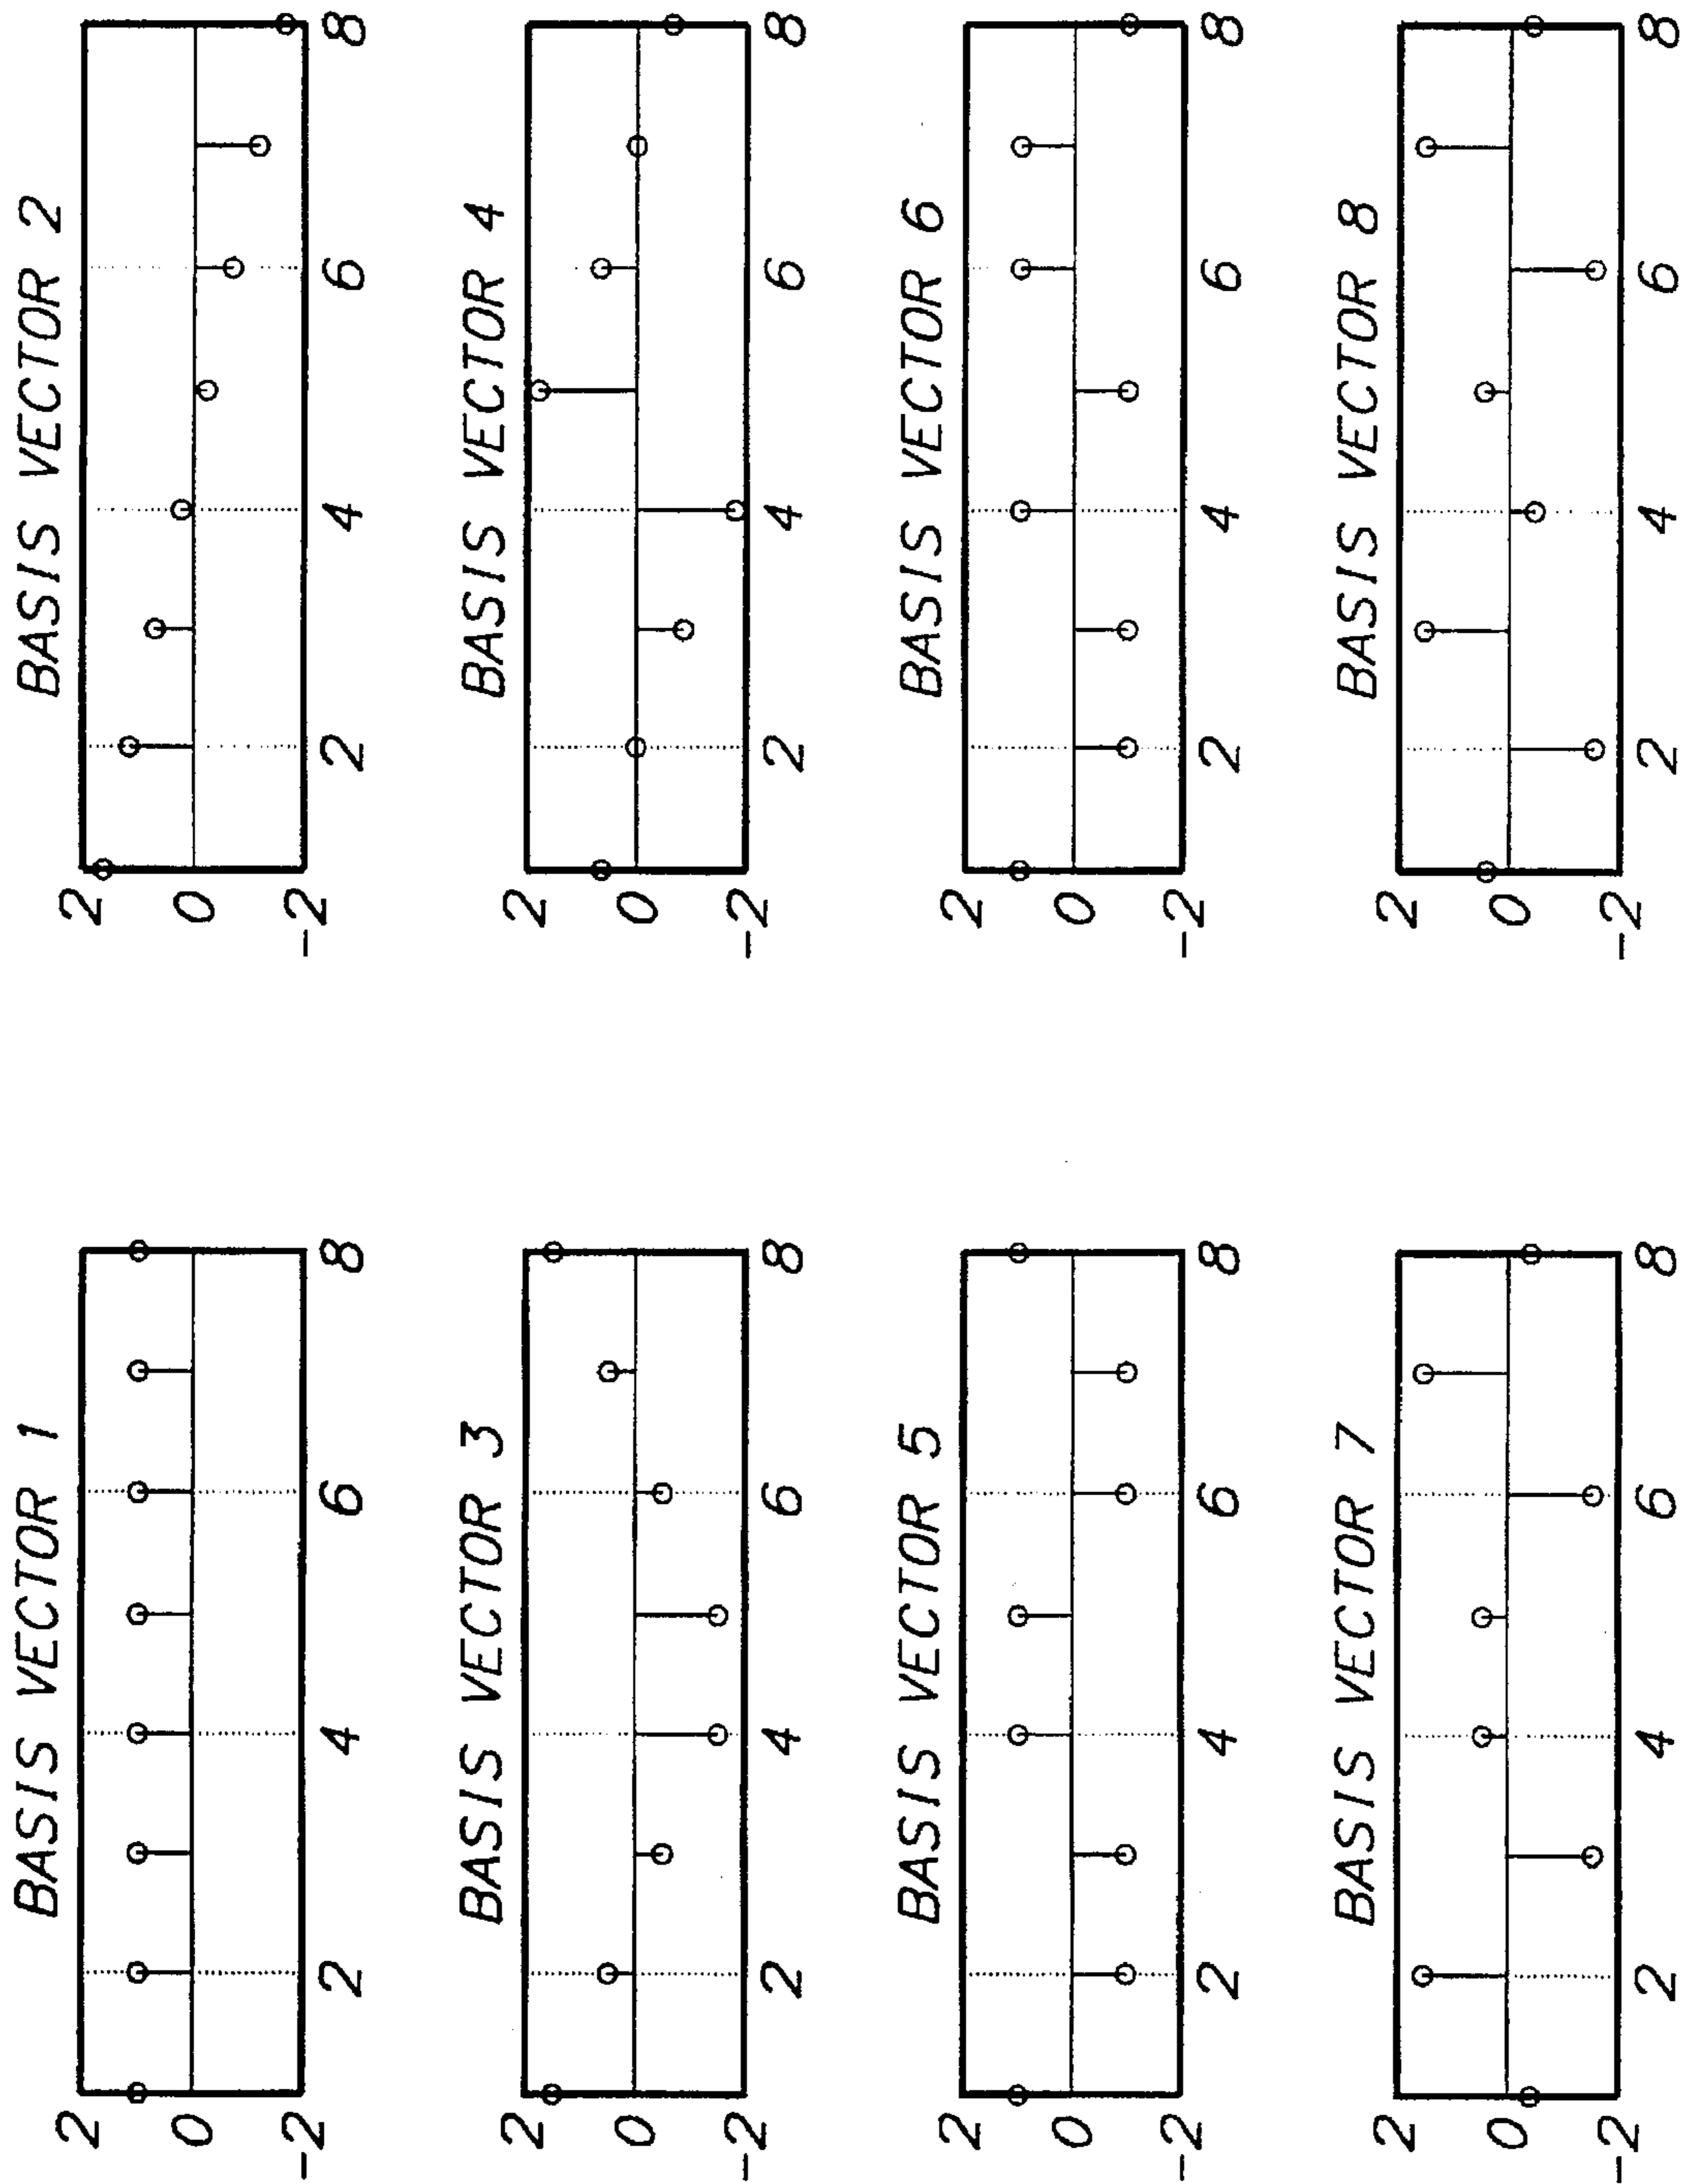 BASIS VECTOR 1
2
0
-2
2 4 6 8
BASIS VECTOR 2
2
0
-2
2 4 6 8
BASIS VECTOR 3
2
0
-2
2 4 6 8
BASIS VECTOR 4
2
0
-2
2 4 6 8
BASIS VECTOR 5
2
0
-2
2 4 6 8
BASIS VECTOR 6
2
0
-2
2 4 6 8
BASIS VECTOR 7
2
0
-2
2 4 6 8
BASIS VECTOR 8
2
0
-2
2 4 6 8